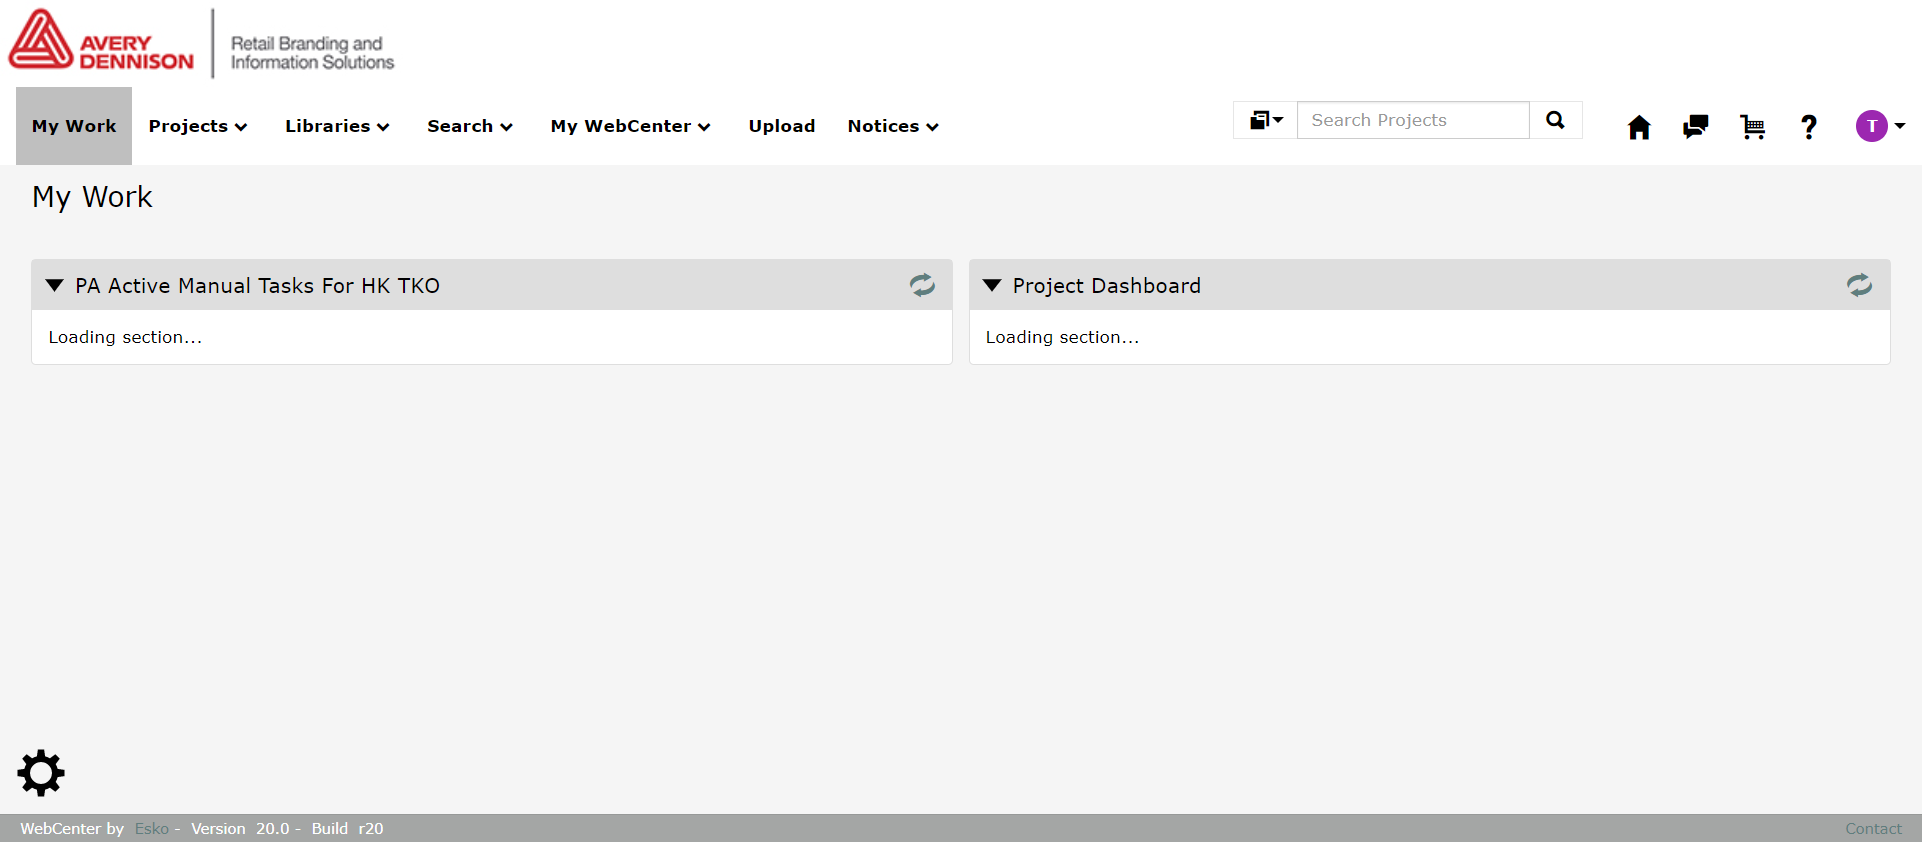 AVERY
DENNISON
Retail Branding and
Information Solutions
My Work Projects Libraries Search My WebCenter Upload Notices Search Projects ? T
My Work
PA Active Manual Tasks For HK TKO
Loading section...
Project Dashboard
Loading section...
WebCenter by Esko - Version 20.0 - Build r20
Contact